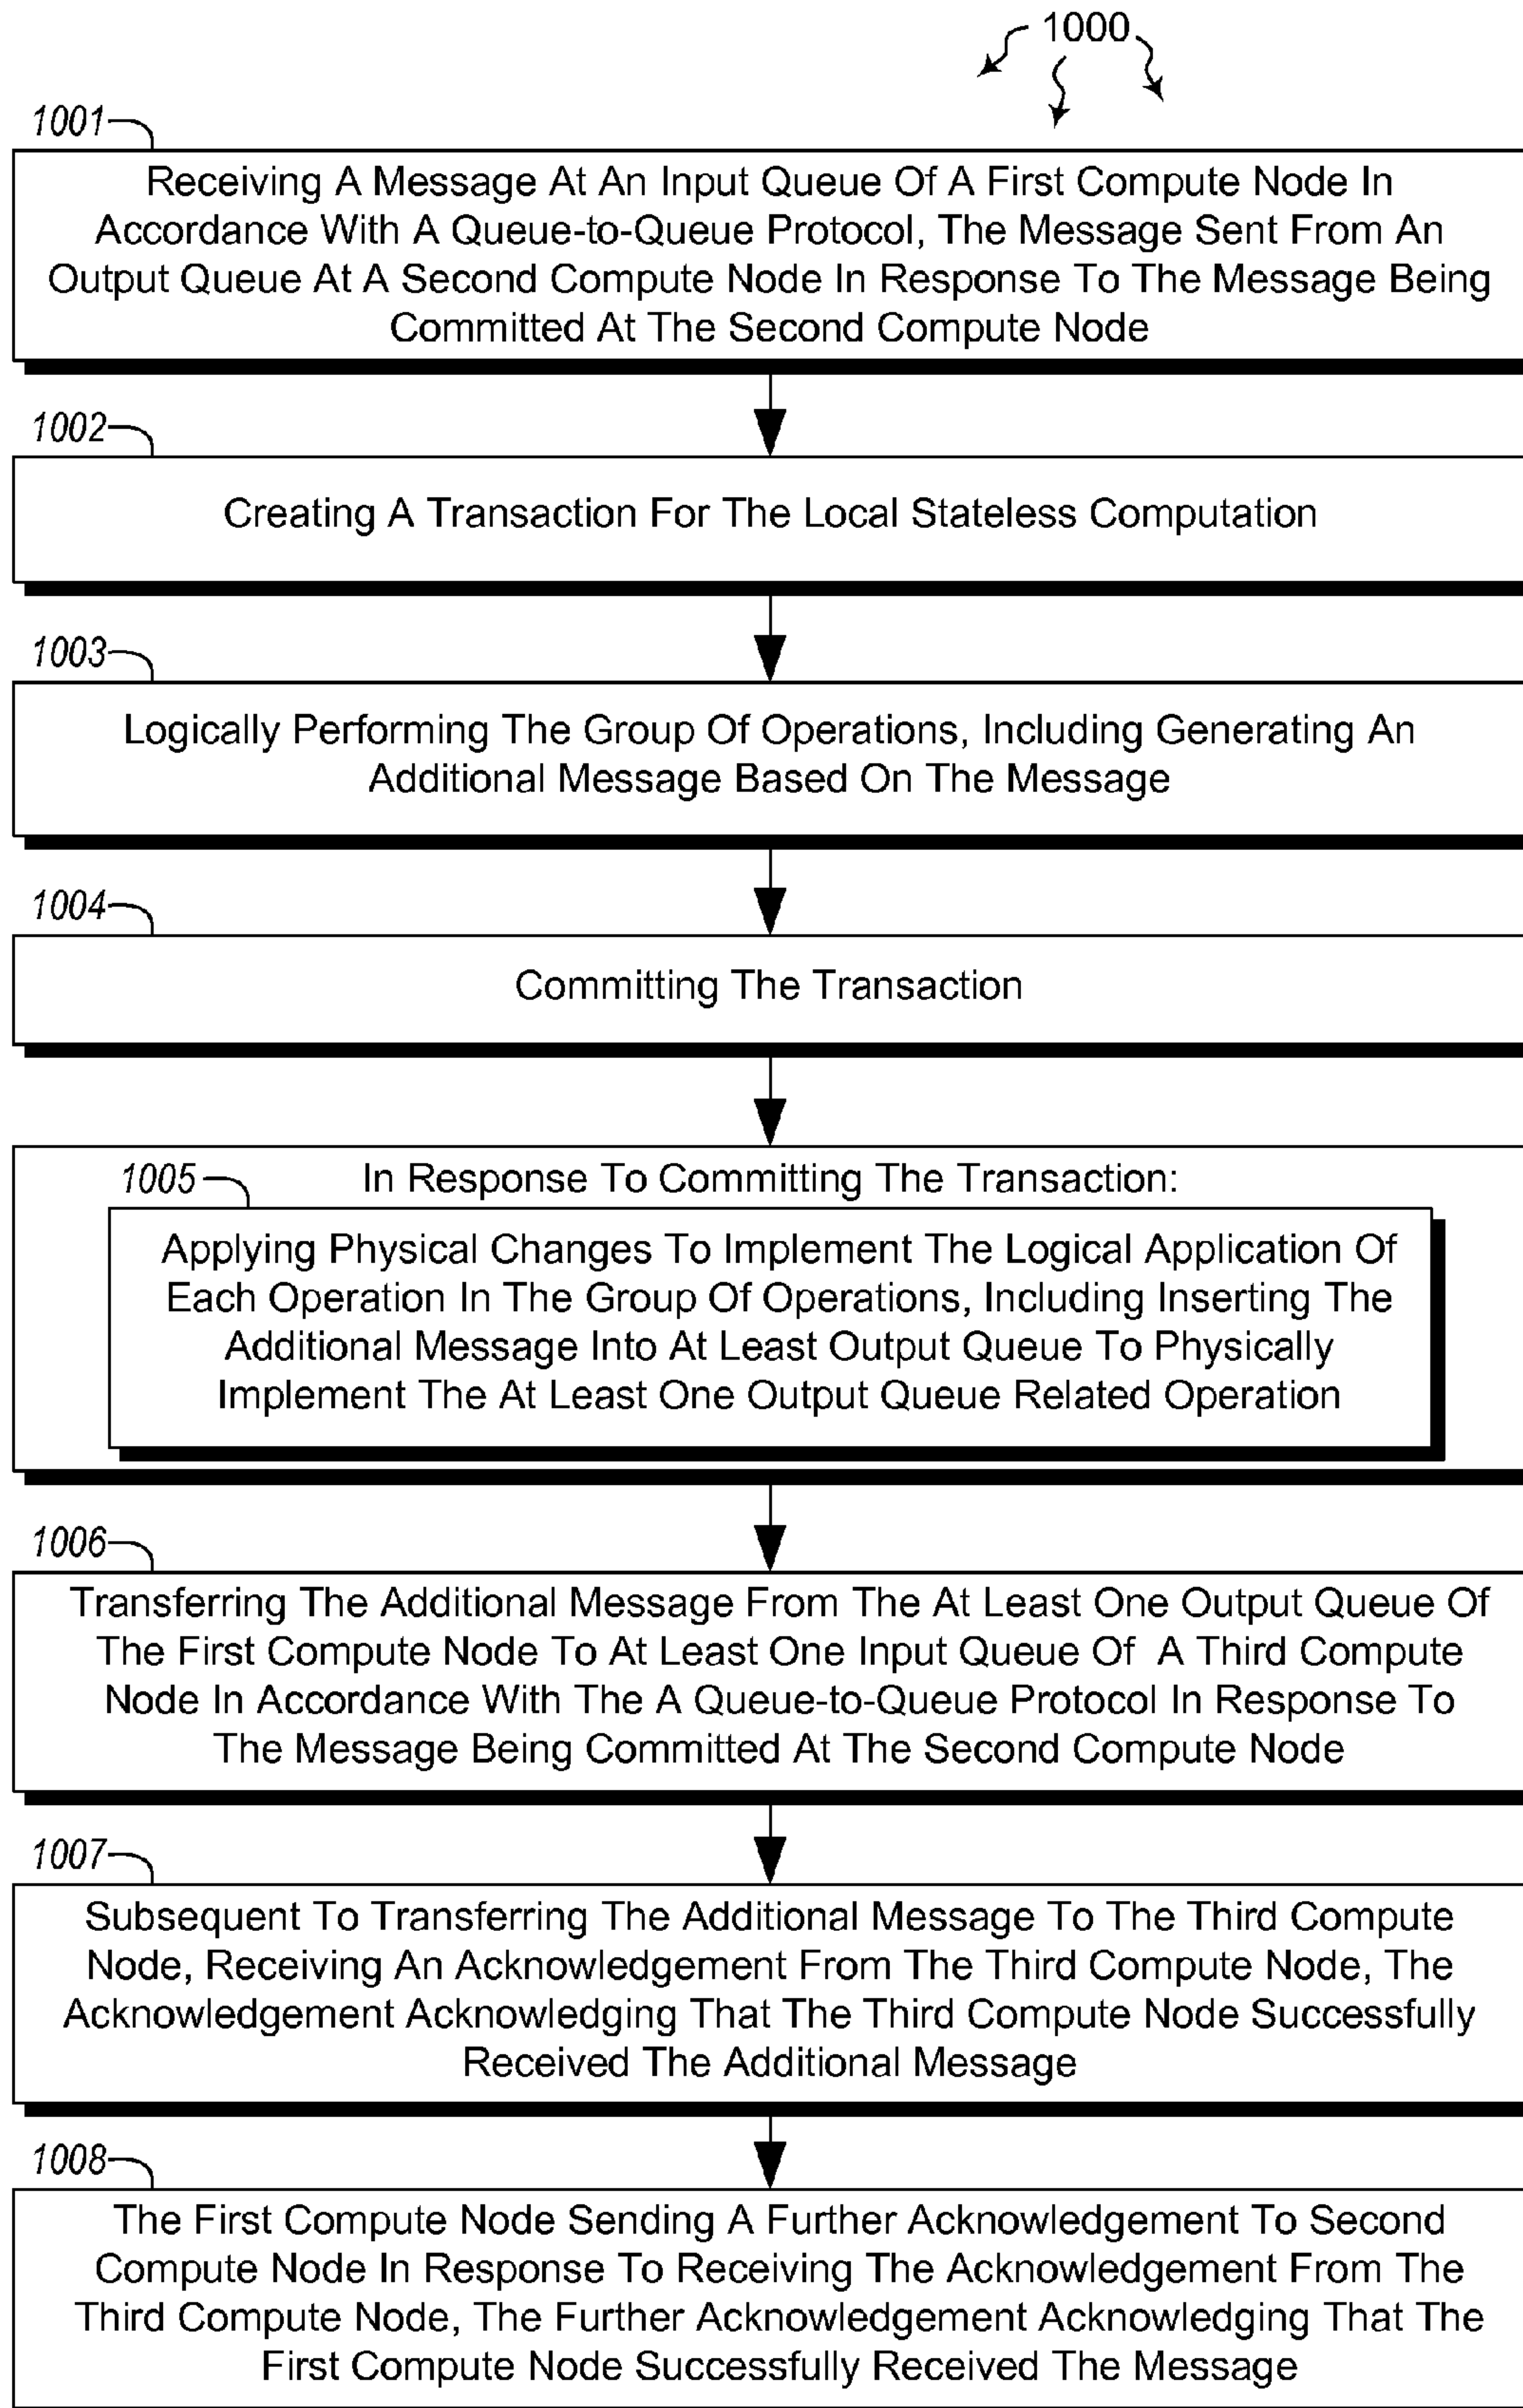 1000
1001
Receiving A Message At An Input Queue Of A First Compute Node In
Accordance With A Queue-to-Queue Protocol, The Message Sent From An
Output Queue At A Second Compute Node In Response To The Message Being
Committed At The Second Compute Node
1002
Creating A Transaction For The Local Stateless Computation
1003
Logically Performing The Group Of Operations, Including Generating An
Additional Message Based On The Message
1004
Committing The Transaction
1005
In Response To Committing The Transaction:
Applying Physical Changes To Implement The Logical Application Of
Each Operation In The Group Of Operations, Including Inserting The
Additional Message Into At Least Output Queue To Physically
Implement The At Least One Output Queue Related Operation
1006
Transferring The Additional Message From The At Least One Output Queue Of
The First Compute Node To At Least One Input Queue Of A Third Compute
Node In Accordance With The A Queue-to-Queue Protocol In Response To
The Message Being Committed At The Second Compute Node
1007
Subsequent To Transferring The Additional Message To The Third Compute
Node, Receiving An Acknowledgement From The Third Compute Node, The
Acknowledgement Acknowledging That The Third Compute Node Successfully
Received The Additional Message
1008
The First Compute Node Sending A Further Acknowledgement To Second
Compute Node In Response To Receiving The Acknowledgement From The
Third Compute Node, The Further Acknowledgement Acknowledging That The
First Compute Node Successfully Received The Message